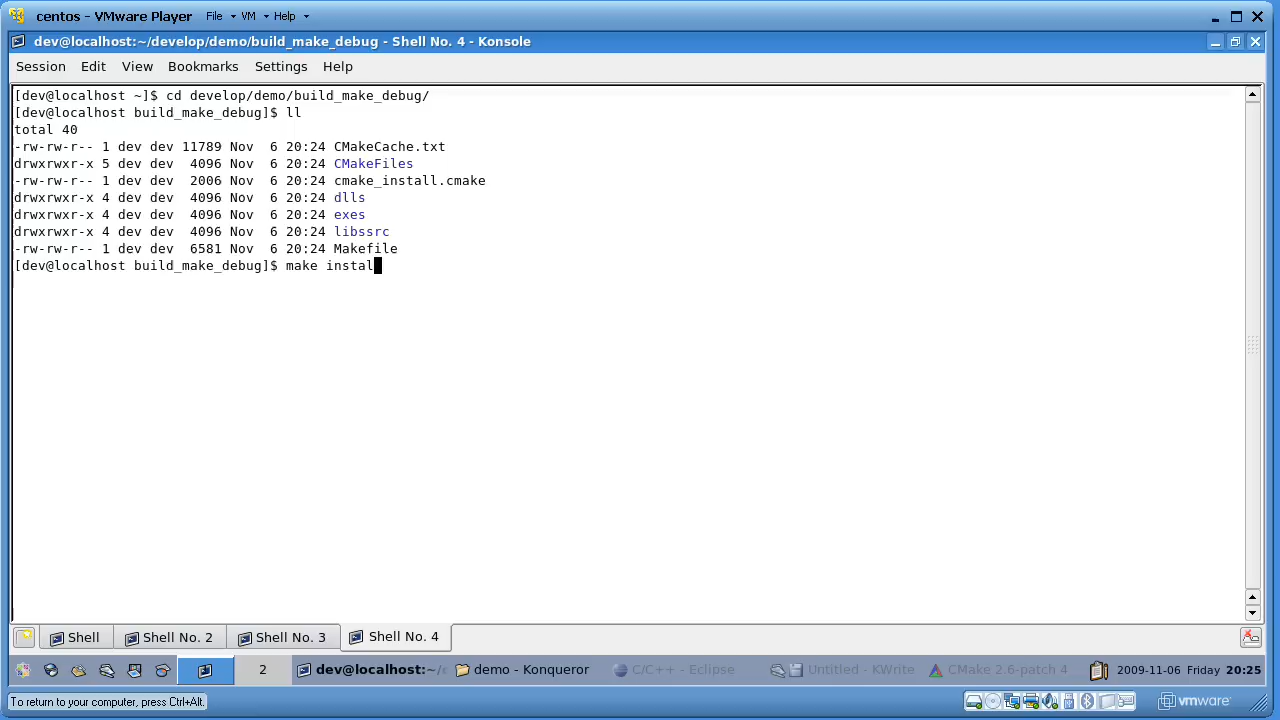 centos - VMware Player File VM Help
dev@localhost:~/develop/demo/build_make_debug - Shell No. 4 - Konsole
Session Edit View Bookmarks Settings Help
[dev@localhost ~]$ cd develop/demo/build_make_debug/
[dev@localhost build_make_debug]$ ll
total 40
-rw-rw-r-- 1 dev dev 11789 Nov  6 20:24 CMakeCache.txt
drwxrwxr-x 5 dev dev  4096 Nov  6 20:24 CMakeFiles
-rw-rw-r-- 1 dev dev  2006 Nov  6 20:24 cmake_install.cmake
drwxrwxr-x 4 dev dev  4096 Nov  6 20:24 dlls
drwxrwxr-x 4 dev dev  4096 Nov  6 20:24 exes
drwxrwxr-x 4 dev dev  4096 Nov  6 20:24 libssrc
-rw-rw-r-- 1 dev dev  6581 Nov  6 20:24 Makefile
[dev@localhost build_make_debug]$ make instal
Shell Shell No. 2 Shell No. 3 Shell No. 4
2 dev@localhost:~/ demo - Konqueror C/C++ - Eclipse Untitled - KWrite CMake 2.6-patch 4 2009-11-06 Friday 20:25
To return to your computer, press Ctrl+Alt. vmware